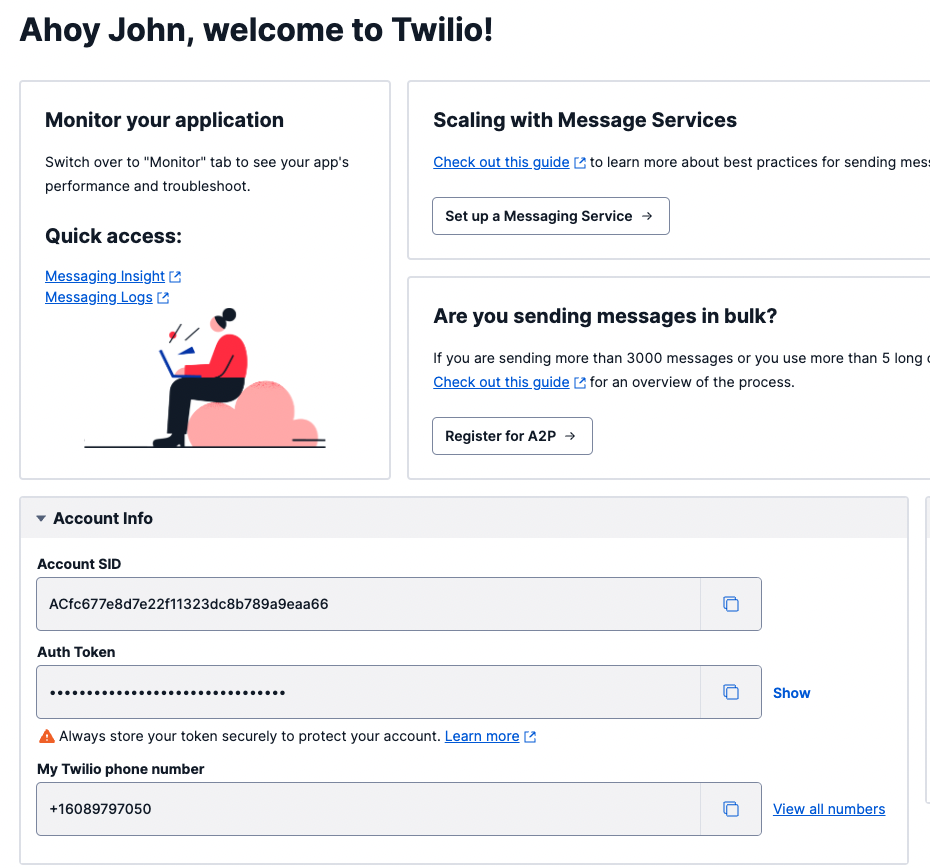 Ahoy John, welcome to Twilio!
Monitor your application
Switch over to "Monitor" tab to see your app's
performance and troubleshoot.
Quick access:
Messaging Insight
Messaging Logs
Scaling with Message Services
Check out this guide to learn more about best practices for sending mes
Set up a Messaging Service →
Are you sending messages in bulk?
If you are sending more than 3000 messages or you use more than 5 long
Check out this guide for an overview of the process.
Register for A2P →
Account Info
Account SID
ACfc677e8d7e22f11323dc8b789a9eaa66
Auth Token
••••••••••••••••••••••••••••••••
Show
Always store your token securely to protect your account. Learn more
My Twilio phone number
+16089797050
View all numbers